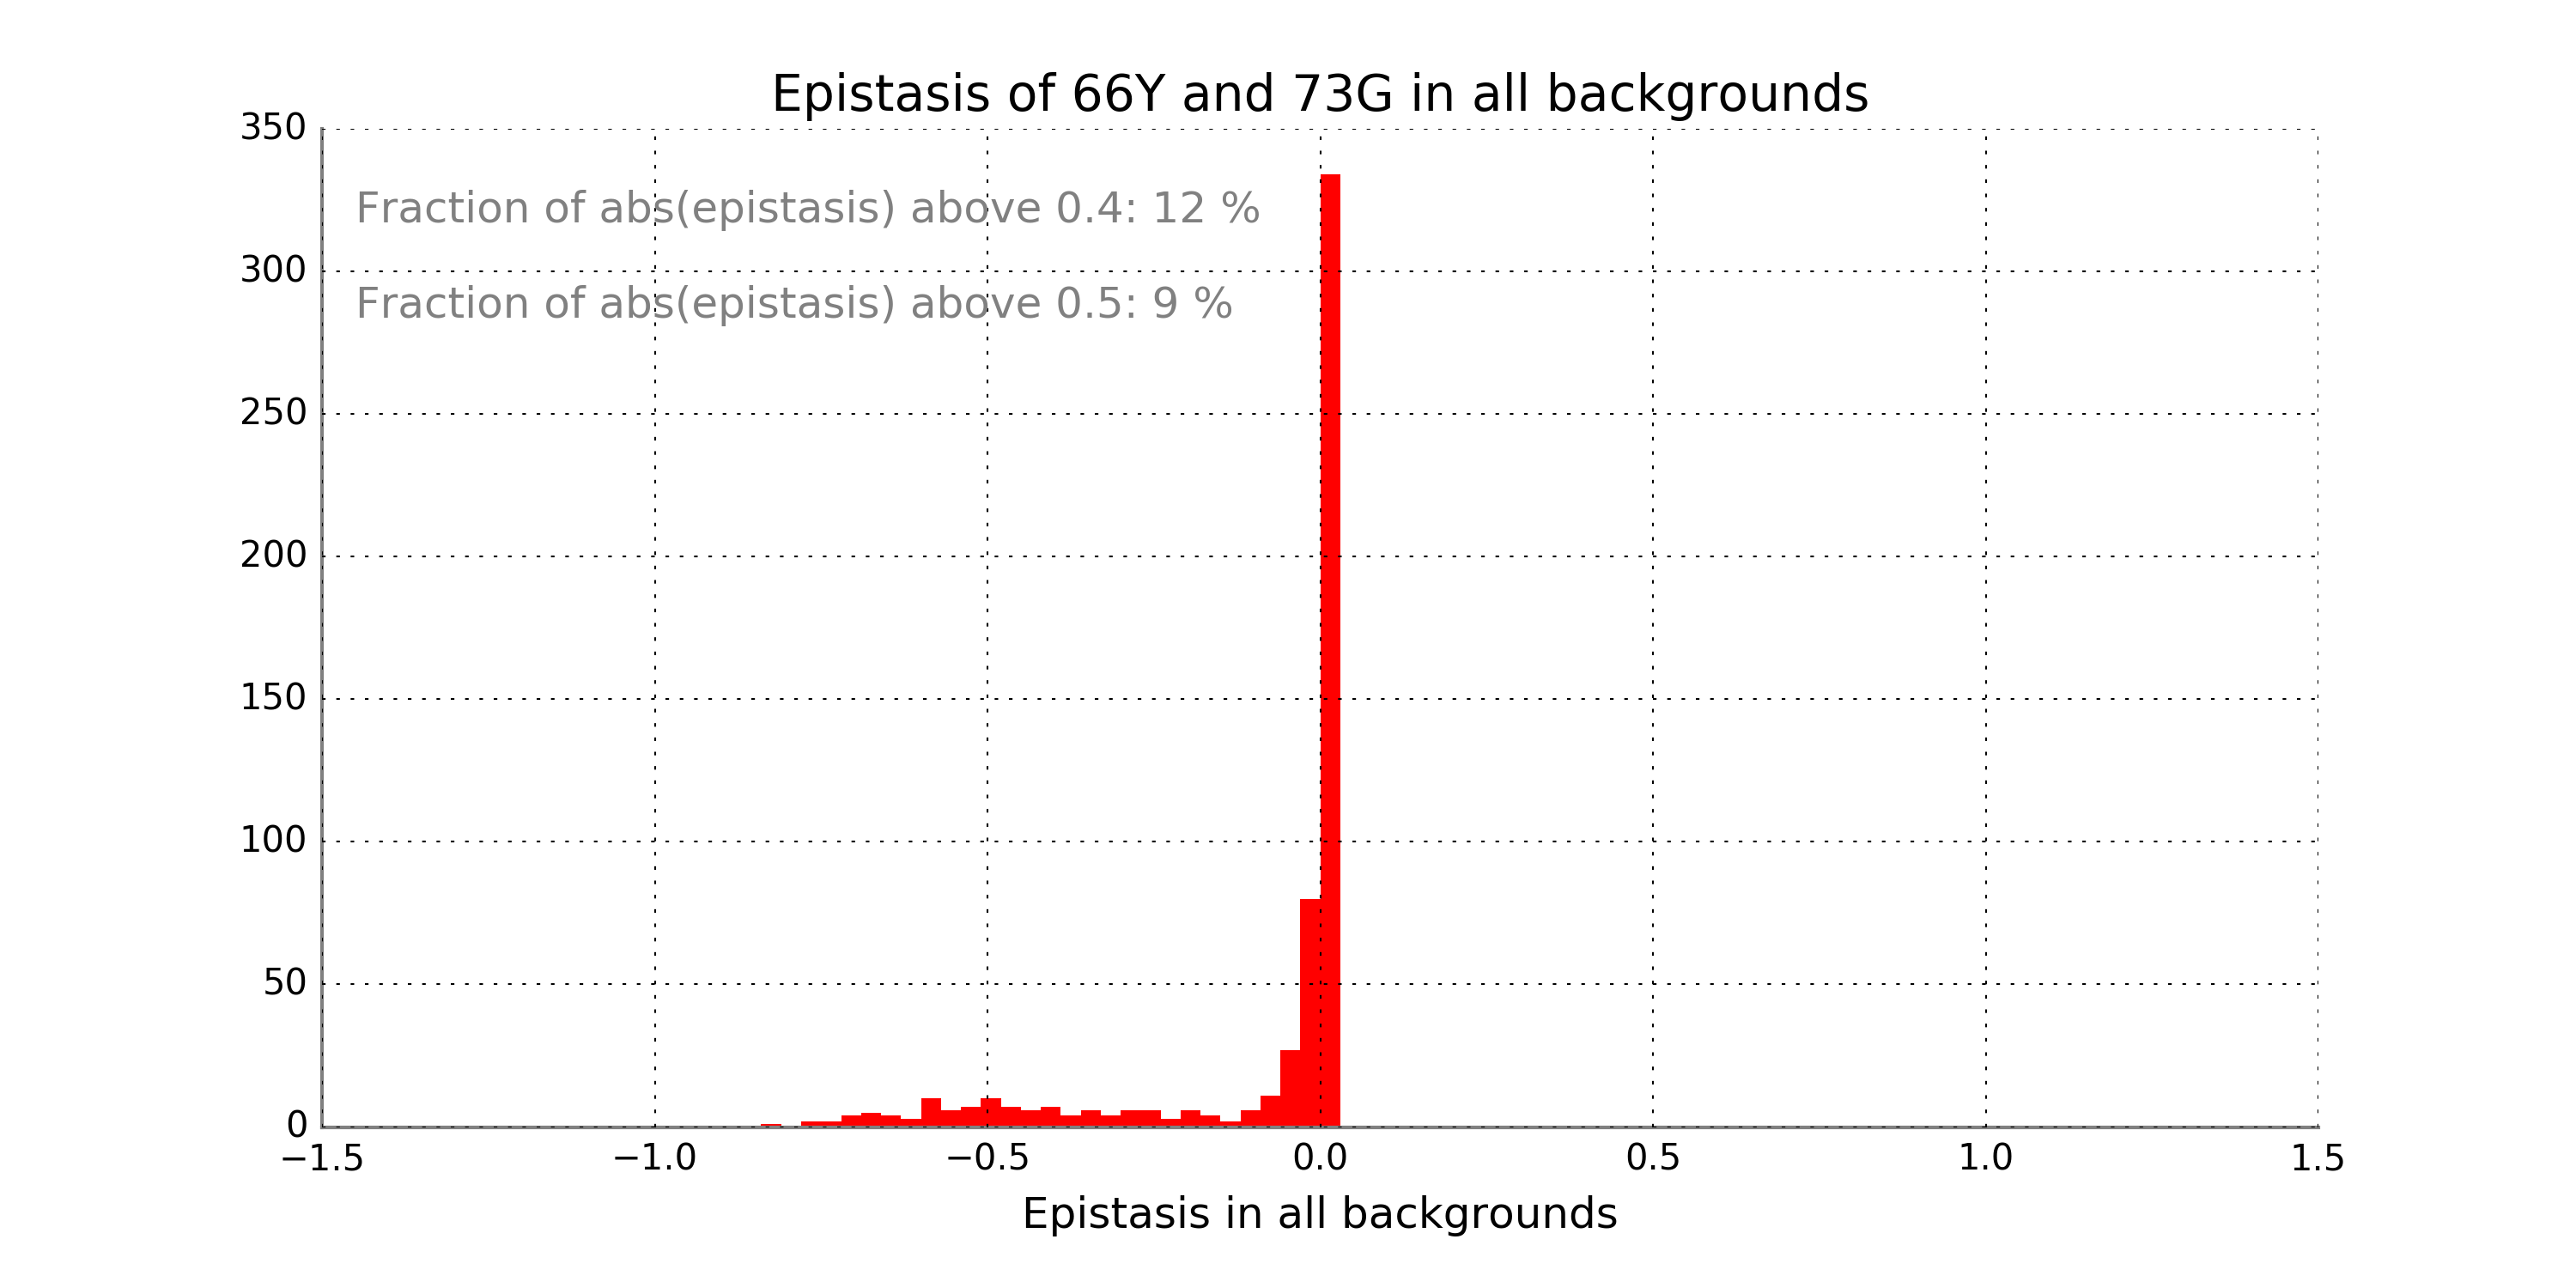 Epistasis of 66Y and 73G in all backgrounds
350
Fraction of abs(epistasis) above 0.4: 12 %
300
Fraction of abs(epistasis) above 0.5: 9 %
250
200
150
100
50
0
−1.5 −1.0 −0.5 0.0 0.5 1.0 1.5
Epistasis in all backgrounds